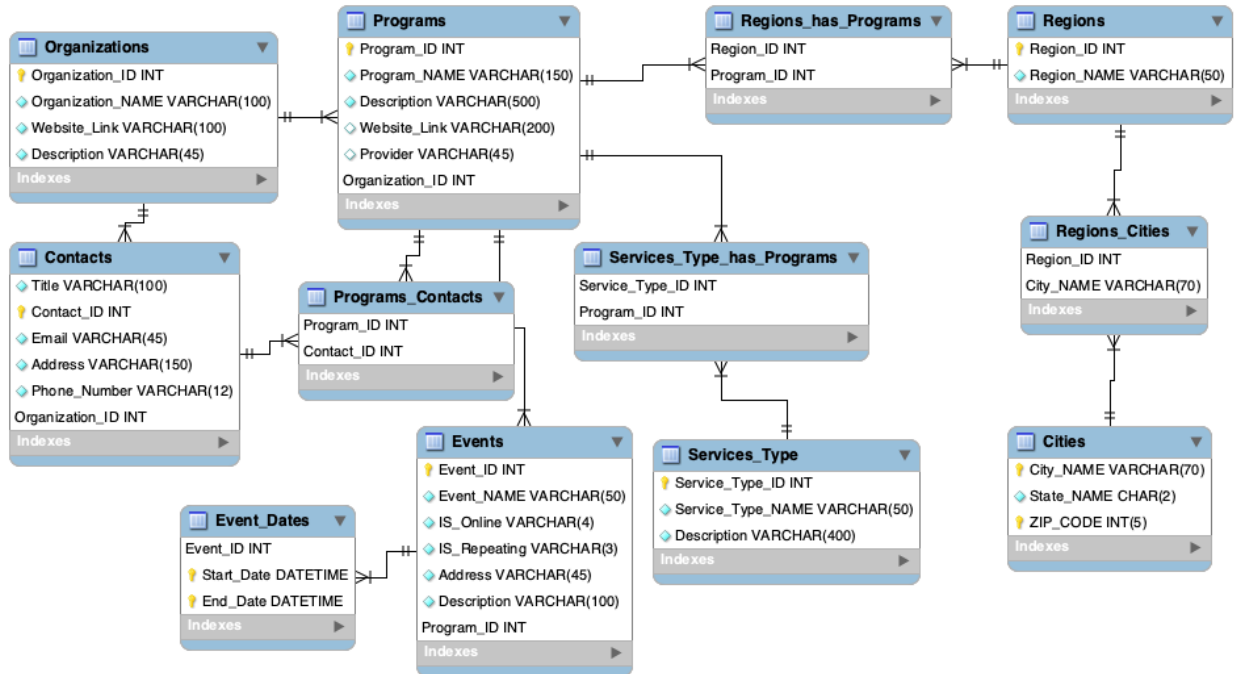 Organizations
Organization_ID INT
Organization_NAME VARCHAR(100)
Website_Link VARCHAR(100)
Description VARCHAR(45)
Indexes
Programs
Program_ID INT
Program_NAME VARCHAR(150)
Description VARCHAR(500)
Website_Link VARCHAR(200)
Provider VARCHAR(45)
Organization_ID INT
Indexes
Regions_has_Programs
Region_ID INT
Program_ID INT
Indexes
Regions
Region_ID INT
Region_NAME VARCHAR(50)
Indexes
Contacts
Title VARCHAR(100)
Contact_ID INT
Email VARCHAR(45)
Address VARCHAR(150)
Phone_Number VARCHAR(12)
Organization_ID INT
Indexes
Programs_Contacts
Program_ID INT
Contact_ID INT
Indexes
Services_Type_has_Programs
Service_Type_ID INT
Program_ID INT
Indexes
Regions_Cities
Region_ID INT
City_NAME VARCHAR(70)
Indexes
Event_Dates
Event_ID INT
Start_Date DATETIME
End_Date DATETIME
Indexes
Events
Event_ID INT
Event_NAME VARCHAR(50)
IS_Online VARCHAR(4)
IS_Repeating VARCHAR(3)
Address VARCHAR(45)
Description VARCHAR(100)
Program_ID INT
Indexes
Services_Type
Service_Type_ID INT
Service_Type_NAME VARCHAR(50)
Description VARCHAR(400)
Indexes
Cities
City_NAME VARCHAR(70)
State_NAME CHAR(2)
ZIP_CODE INT(5)
Indexes